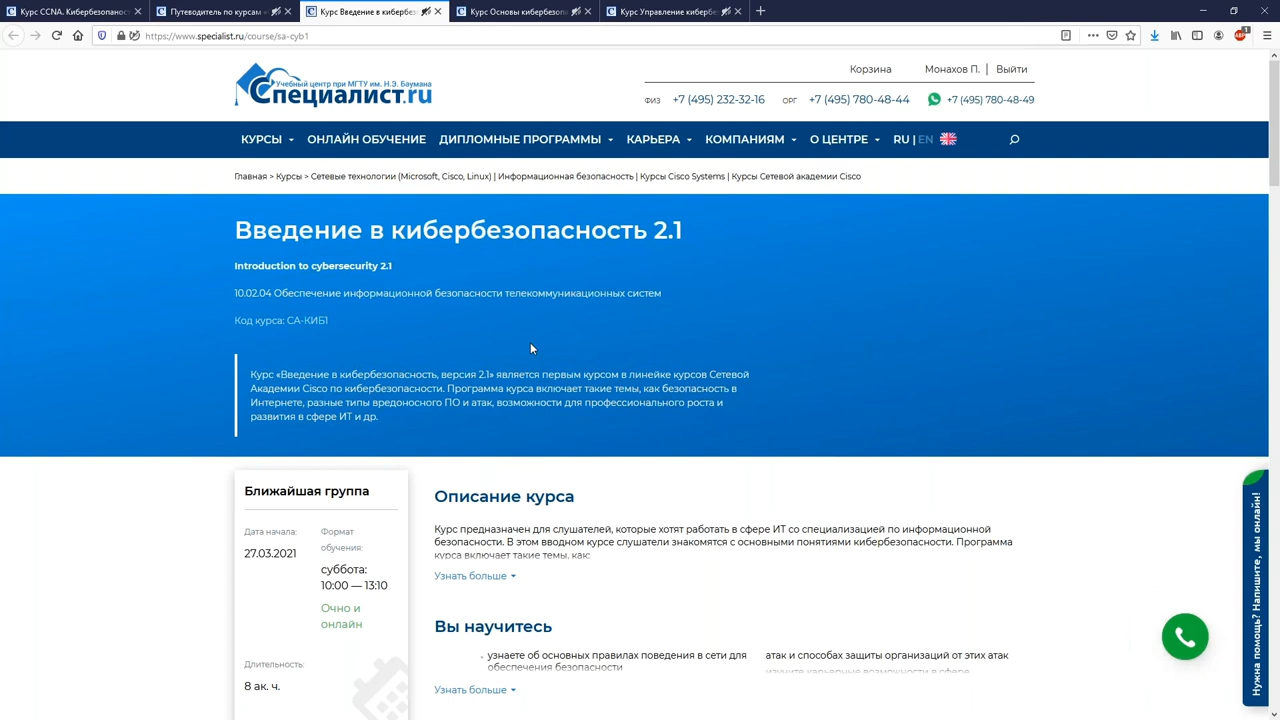 Курс CCNA. Кибербезопасност
Путеводитель по курсам
Курс Введение в кибербез
Курс Основы кибербезопа
Курс Управление кибербе
https://www.specialist.ru/course/sa-cyb1
Учебный центр при МГТУ им. Н.Э. Баумана
Специалист.ru
Корзина
Монахов П. | Выйти
ФИЗ +7 (495) 232-32-16
ОРГ +7 (495) 780-48-44
+7 (495) 780-48-49
КУРСЫ
ОНЛАЙН ОБУЧЕНИЕ
ДИПЛОМНЫЕ ПРОГРАММЫ
КАРЬЕРА
КОМПАНИЯМ
О ЦЕНТРЕ
RU | EN
Главная > Курсы > Сетевые технологии (Microsoft, Cisco, Linux) | Информационная безопасность | Курсы Cisco Systems | Курсы Сетевой академии Cisco
Введение в кибербезопасность 2.1
Introduction to cybersecurity 2.1
10.02.04 Обеспечение информационной безопасности телекоммуникационных систем
Код курса: СА-КИБ1
Курс «Введение в кибербезопасность, версия 2.1» является первым курсом в линейке курсов Сетевой
Академии Cisco по кибербезопасности. Программа курса включает такие темы, как безопасность в
Интернете, разные типы вредоносного ПО и атак, возможности для профессионального роста и
развития в сфере ИТ и др.
Ближайшая группа
Дата начала:
27.03.2021
Формат
обучения:
суббота:
10:00 — 13:10
Очно и
онлайн
Длительность:
8 ак. ч.
Описание курса
Курс предназначен для слушателей, которые хотят работать в сфере ИТ со специализацией по информационной
безопасности. В этом вводном курсе слушатели знакомятся с основными понятиями кибербезопасности. Программа
курса включает такие темы, как:
Узнать больше
Вы научитесь
узнаете об основных правилах поведения в сети для
обеспечения безопасности
атак и способах защиты организаций от этих атак
изучите карьерные возможности в сфере
Узнать больше
Нужна помощь? Напишите, мы онлайн!